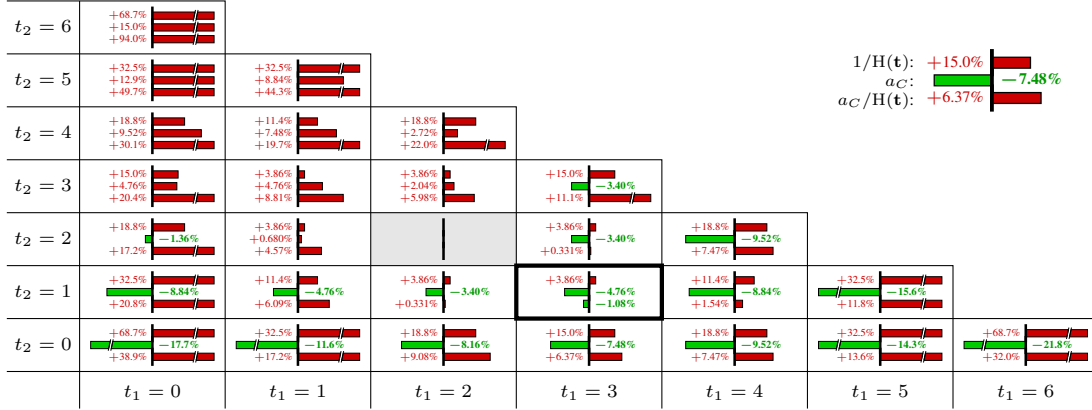 t₂ = 6
+68.7%
+15.0%
+94.0%
1/H(t): +15.0%
a_C: −7.48%
a_C/H(t): +6.37%
t₂ = 5
+32.5% +32.5%
+12.9% +8.84%
+49.7% +44.3%
t₂ = 4
+18.8% +11.4% +18.8%
+9.52% +7.48% +2.72%
+30.1% +19.7% +22.0%
t₂ = 3
+15.0% +3.86% +3.86% +15.0%
+4.76% +4.76% +2.04% −3.40%
+20.4% +8.81% +5.98% +11.1%
t₂ = 2
+18.8% +3.86% +3.86% +18.8%
−1.36% +0.680% −3.40% −9.52%
+17.2% +4.57% +0.331% +7.47%
t₂ = 1
+32.5% +11.4% +3.86% +3.86% +11.4% +32.5%
−8.84% −4.76% −3.40% −4.76% −8.84% −15.6%
+20.8% +6.09% +0.331% −1.08% +1.54% +11.8%
t₂ = 0
+68.7% +32.5% +18.8% +15.0% +18.8% +32.5% +68.7%
−17.7% −11.6% −8.16% −7.48% −9.52% −14.3% −21.8%
+38.9% +17.2% +9.08% +6.37% +7.47% +13.6% +32.0%
t₁ = 0 t₁ = 1 t₁ = 2 t₁ = 3 t₁ = 4 t₁ = 5 t₁ = 6